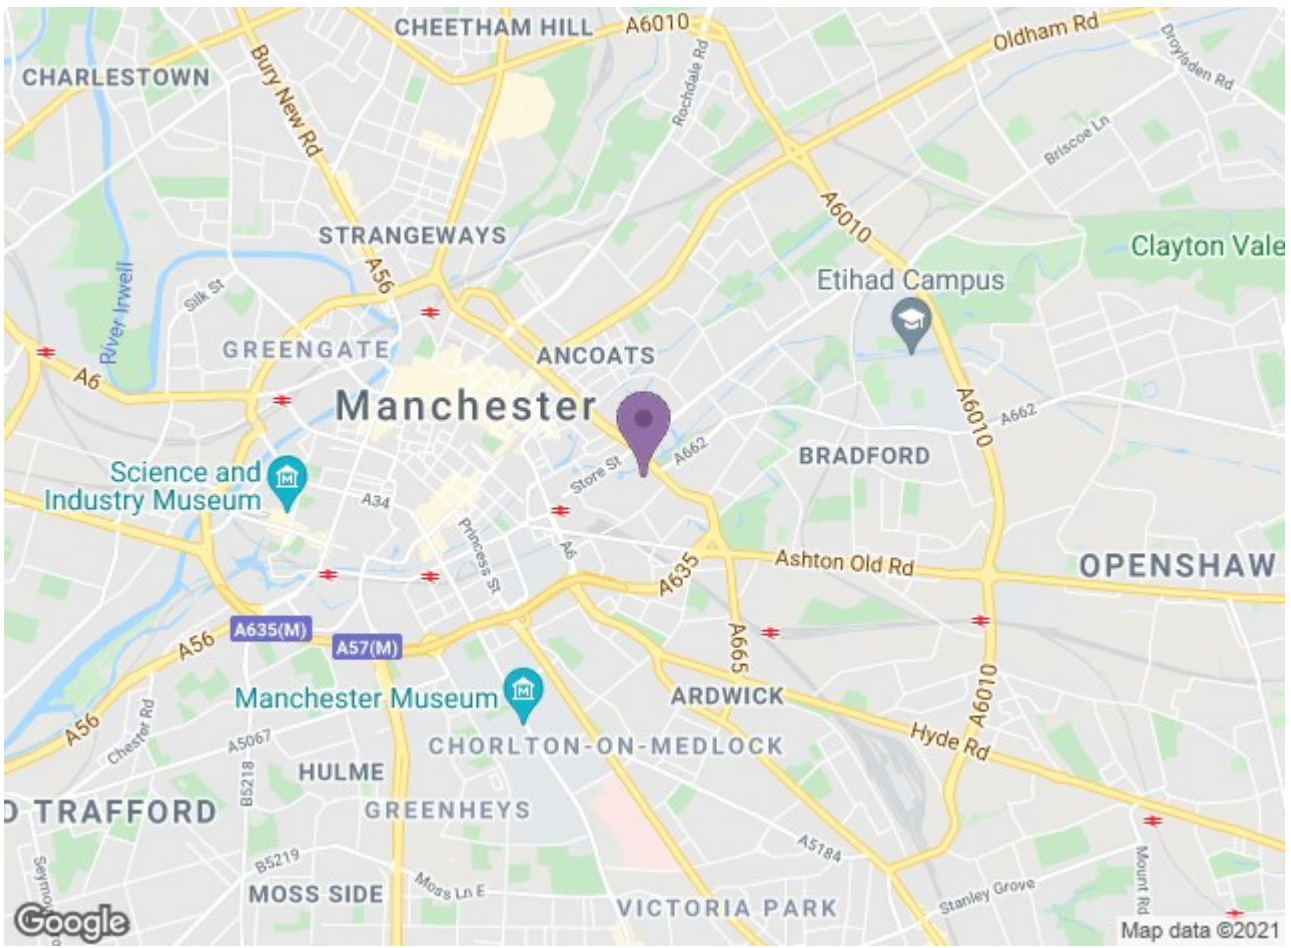 CHEETHAM HILL
A6010
Oldham Rd
Droylsden Rd
CHARLESTOWN
Bury New Rd
Rochdale Rd
Briscoe Ln
STRANGEWAYS
A6010
Clayton Vale
A56
Etihad Campus
River Irwell
Silk St
GREENGATE
ANCOATS
A6
Manchester
A6010
A662
A662
BRADFORD
Science and
Industry Museum
Store St
A34
Princess St
A6
A635
Ashton Old Rd
OPENSHAW
A635(M)
A56
A57(M)
A665
A6010
Manchester Museum
ARDWICK
A56
Chester Rd
A5067
CHORLTON-ON-MEDLOCK
Hyde Rd
HULME
B5218
D TRAFFORD
GREENHEYS
A5184
B5219
MOSS SIDE
Moss Ln E
Mount Rd
Stanley Grove
VICTORIA PARK
Google
Map data ©2021